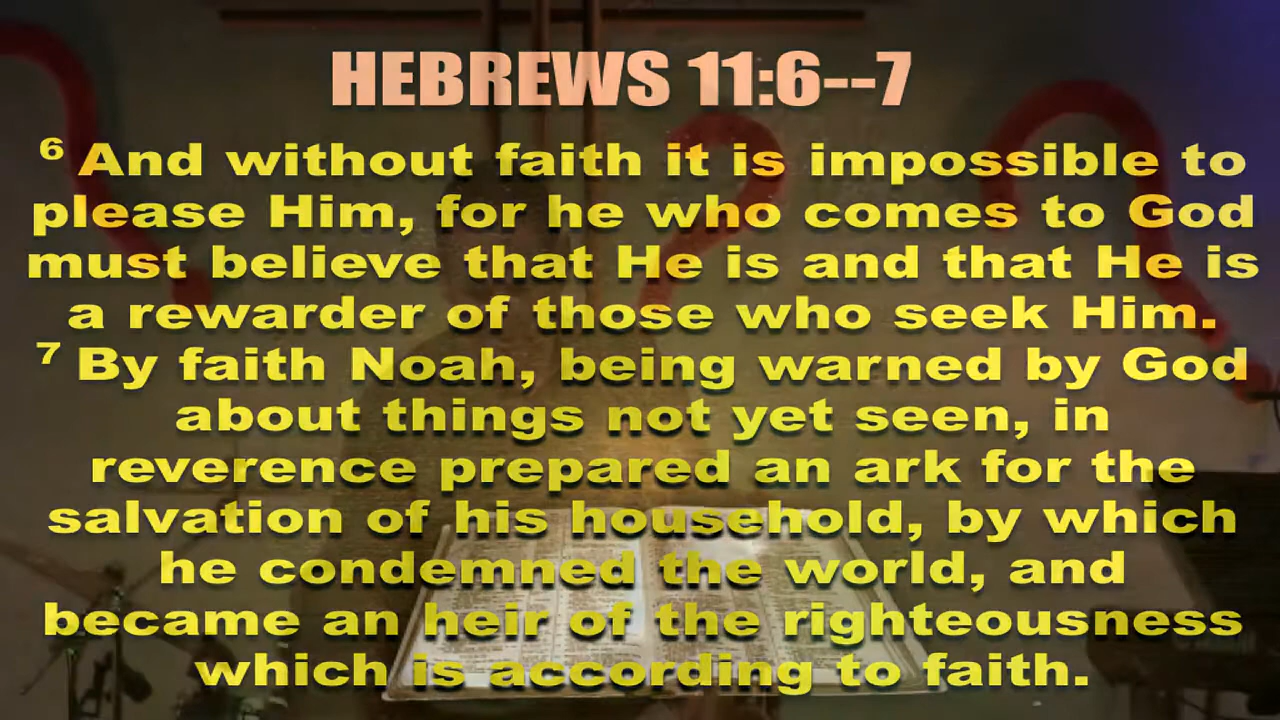 HEBREWS 11:6--7
6 And without faith it is impossible to
please Him, for he who comes to God
must believe that He is and that He is
a rewarder of those who seek Him.
7 By faith Noah, being warned by God
about things not yet seen, in
reverence prepared an ark for the
salvation of his household, by which
he condemned the world, and
became an heir of the righteousness
which is according to faith.